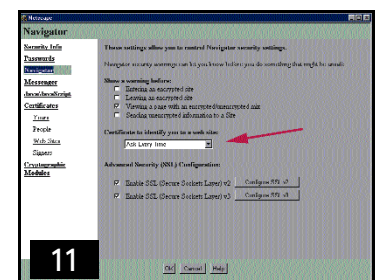 Netscape
Navigator
Security Info
Passwords
Navigator
Messenger
Java/JavaScript
Certificates
Yours
People
Web Sites
Signers
Cryptographic
Modules
These settings allow you to control Navigator security settings.
Navigator security warnings can let you know before you do something that might be unsafe.
Show a warning before:
Entering an encrypted site
Leaving an encrypted site
Viewing a page with an encrypted/unencrypted mix
Sending unencrypted information to a Site
Certificate to identify you to a web site:
Ask Every Time
Advanced Security (SSL) Configuration:
Enable SSL (Secure Sockets Layer) v2 Configure SSL v2
Enable SSL (Secure Sockets Layer) v3 Configure SSL v3
11
OK Cancel Help